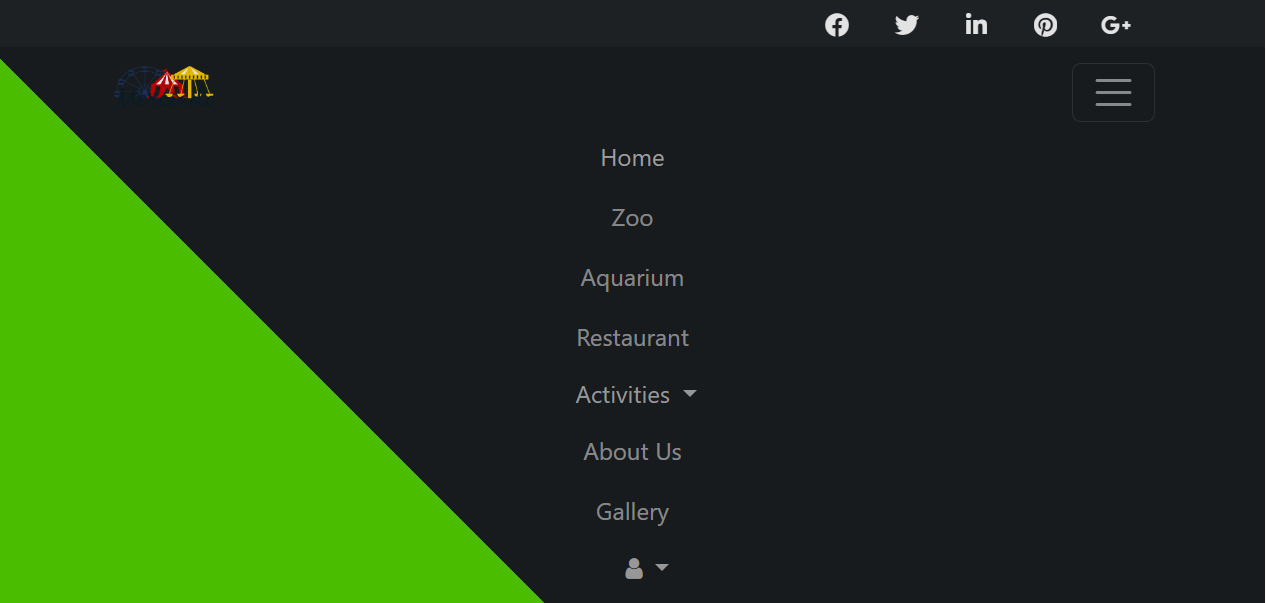 Home
Zoo
Aquarium
Restaurant
Activities
About Us
Gallery